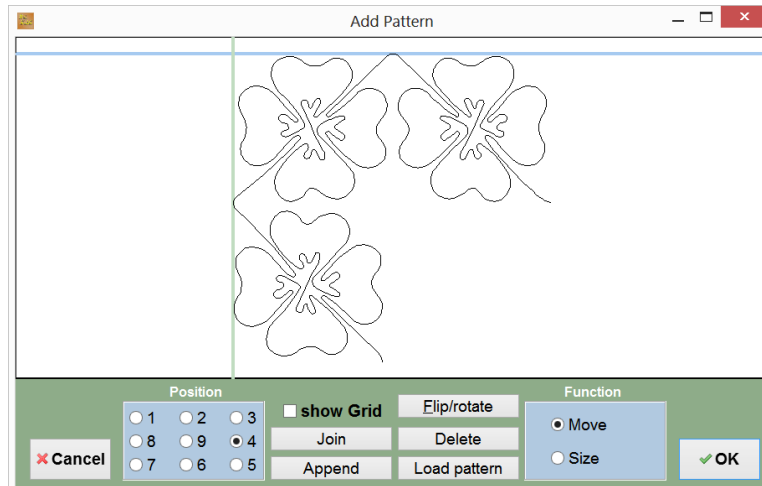 Add Pattern
Position
Function
1 2 3
8 9 4
7 6 5
show Grid
Flip/rotate
Join
Delete
Append
Load pattern
Move
Size
Cancel
OK